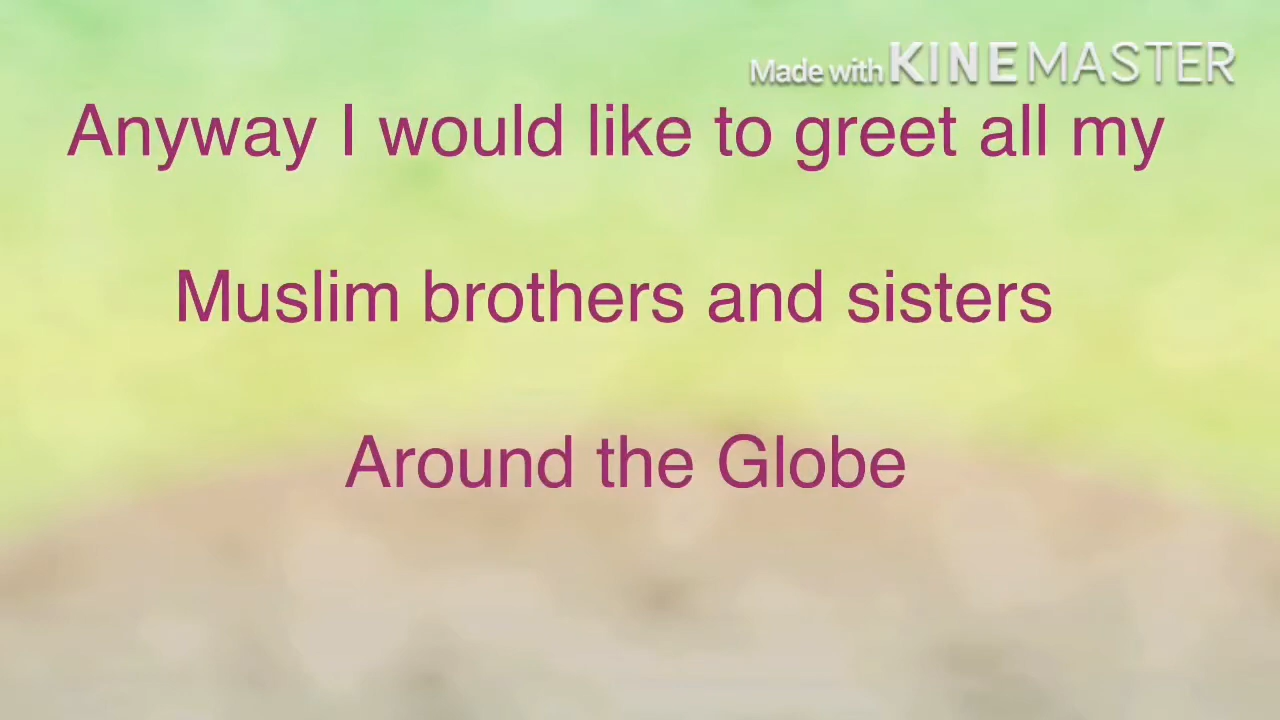 Made with KINEMASTER
Anyway I would like to greet all my
Muslim brothers and sisters
Around the Globe